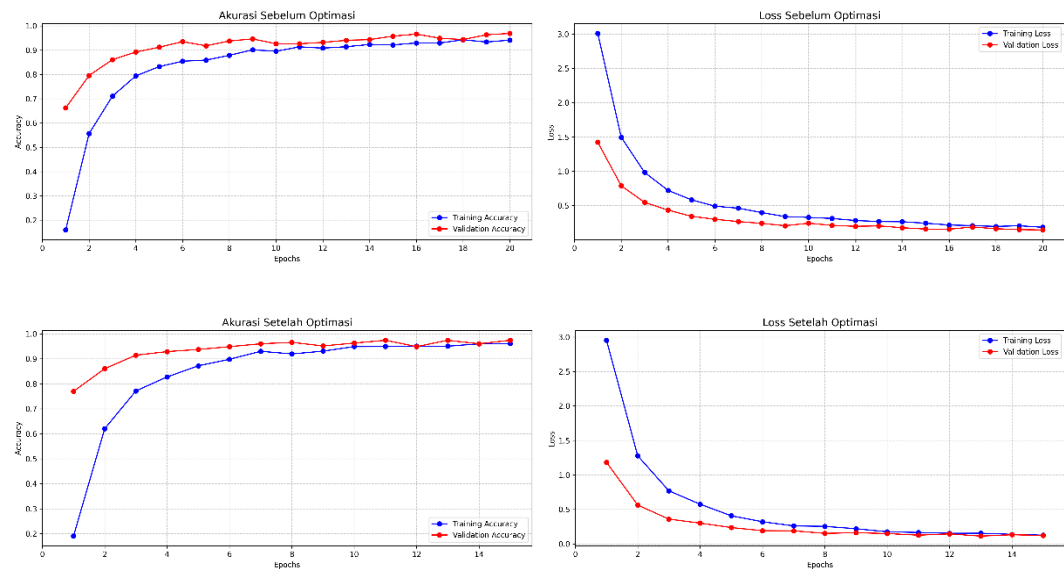 Akurasi Sebelum Optimasi
1.0
0.9
0.8
0.7
0.6
0.5
0.4
0.3
0.2
Accuracy
Training Accuracy
Validation Accuracy
0 2 4 6 8 10 12 14 16 18 20
Epochs
Loss Sebelum Optimasi
3.0
2.5
2.0
1.5
1.0
0.5
Loss
Training Loss
Validation Loss
0 2 4 6 8 10 12 14 16 18 20
Epochs
Akurasi Setelah Optimasi
1.0
0.9
0.8
0.7
0.6
0.5
0.4
0.3
0.2
Accuracy
Training Accuracy
Validation Accuracy
0 2 4 6 8 10 12 14
Epochs
Loss Setelah Optimasi
3.0
2.5
2.0
1.5
1.0
0.5
0.0
Loss
Training Loss
Validation Loss
0 2 4 6 8 10 12 14
Epochs